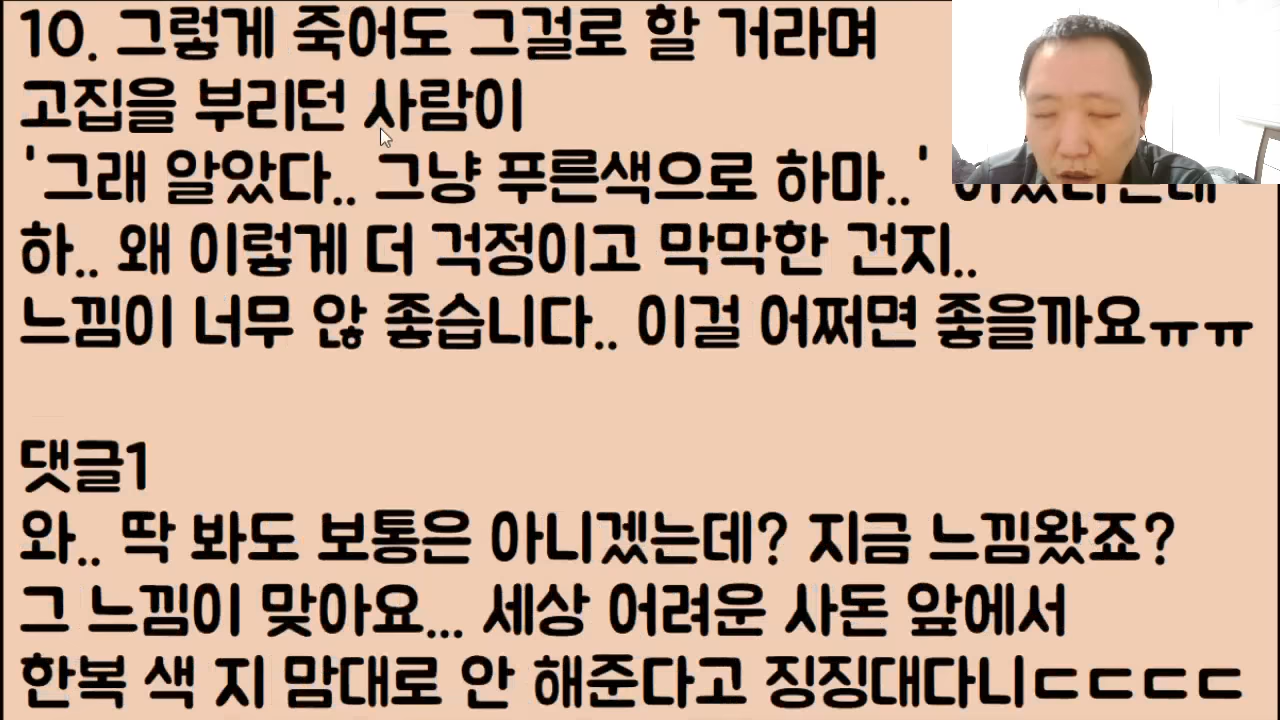 10. 그렇게 죽어도 그걸로 할 거라며
고집을 부리던 사람이
'그래 알았다.. 그냥 푸른색으로 하마..'
하.. 왜 이렇게 더 걱정이고 막막한 건지..
느낌이 너무 않 좋습니다.. 이걸 어쩌면 좋을까요ㅠㅠ
댓글1
와.. 딱 봐도 보통은 아니겠는데? 지금 느낌왔죠?
그 느낌이 맞아요... 세상 어려운 사돈 앞에서
한복 색 지 맘대로 안 해준다고 징징대다니ㄷㄷㄷㄷ